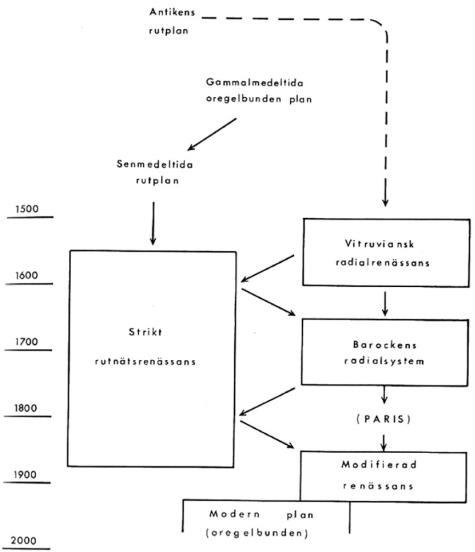 Antikens
rutplan
Gammalmedeltida
oregelbunden plan
Senmedeltida
rutplan
1500
Vitruviansk
radialrenässans
1600
Strikt
rutnätsrenässans
1700
Barockens
radialsystem
1800
(PARIS)
1900
Modifierad
renässans
Modern plan
(oregelbunden)
2000